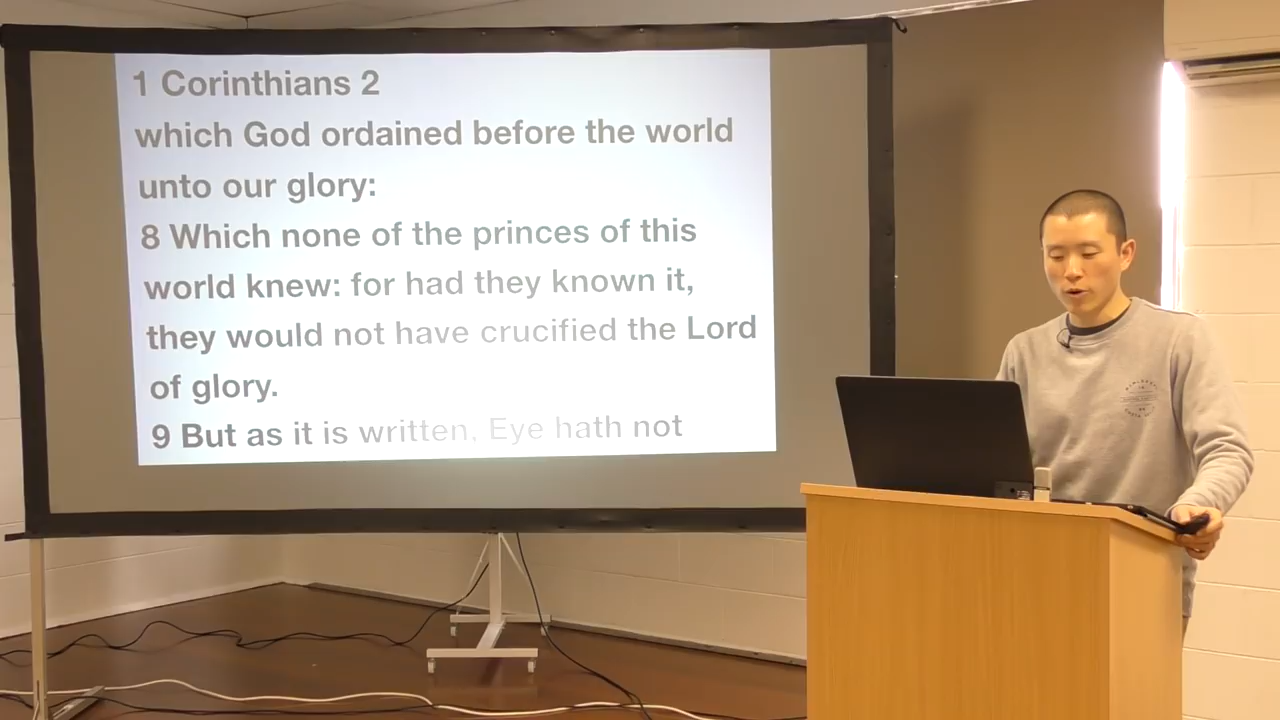 1 Corinthians 2
which God ordained before the world
unto our glory:
8 Which none of the princes of this
world knew: for had they known it,
they would not have crucified the Lord
of glory.
9 But as it is written, Eye hath not